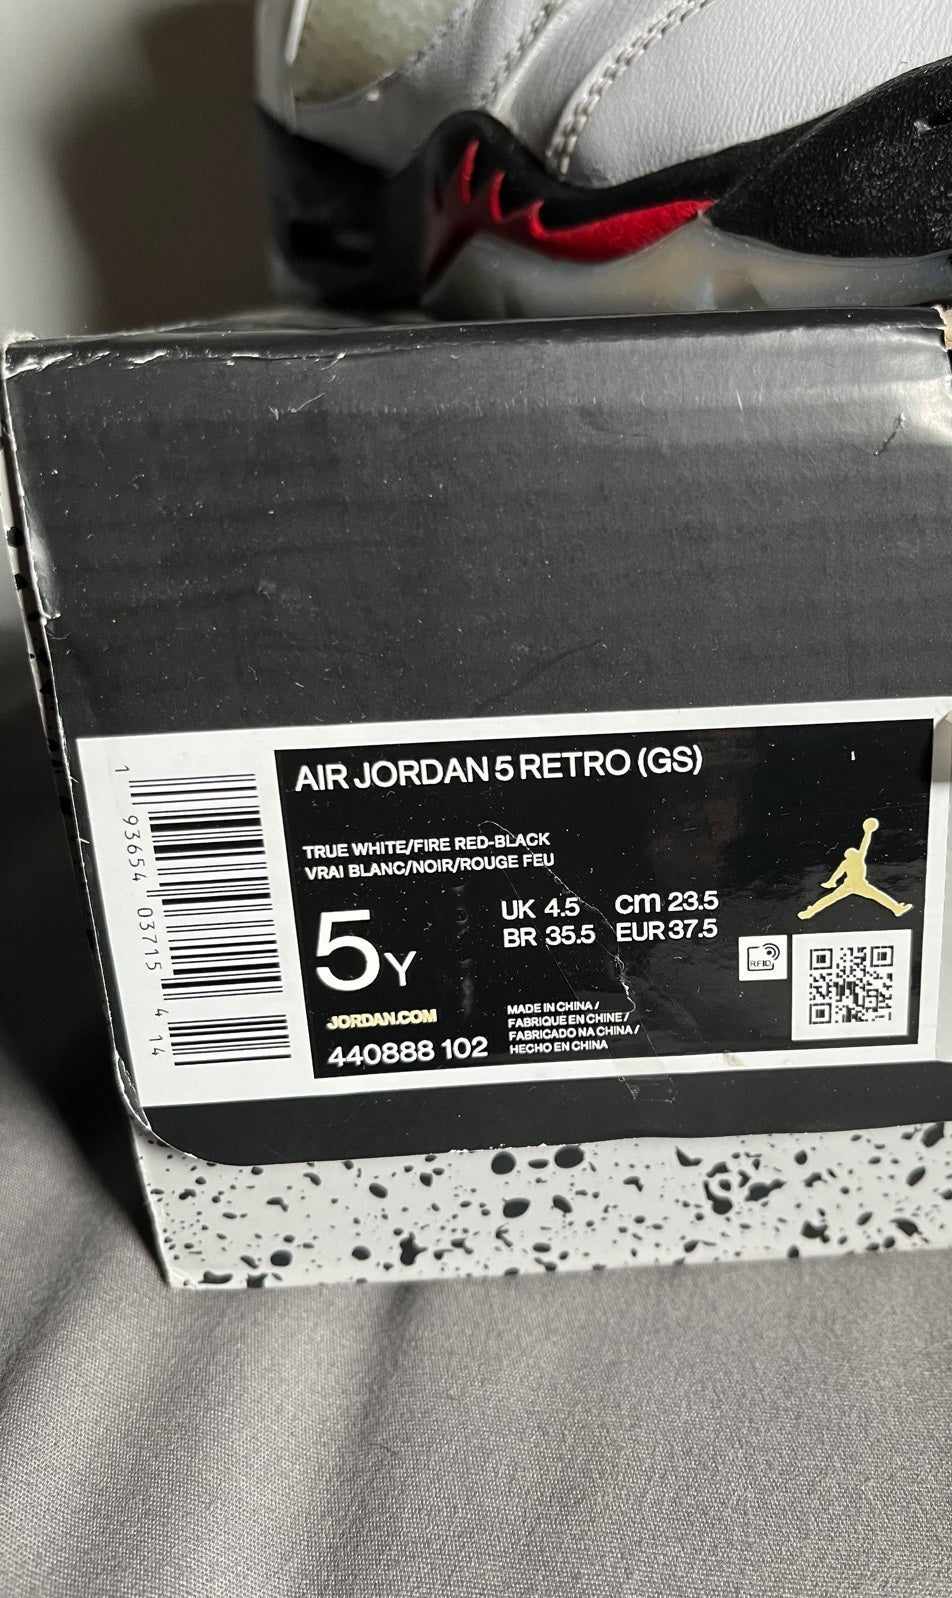 AIR JORDAN 5 RETRO (GS)
TRUE WHITE/FIRE RED-BLACK
VRAI BLANC/NOIR/ROUGE FEU
5Y
UK 4.5 cm 23.5
BR 35.5 EUR 37.5
RFID
JORDAN.COM
440888 102
MADE IN CHINA /
FABRIQUE EN CHINE /
FABRICADO NA CHINA /
HECHO EN CHINA
1 93654 03715 4 14